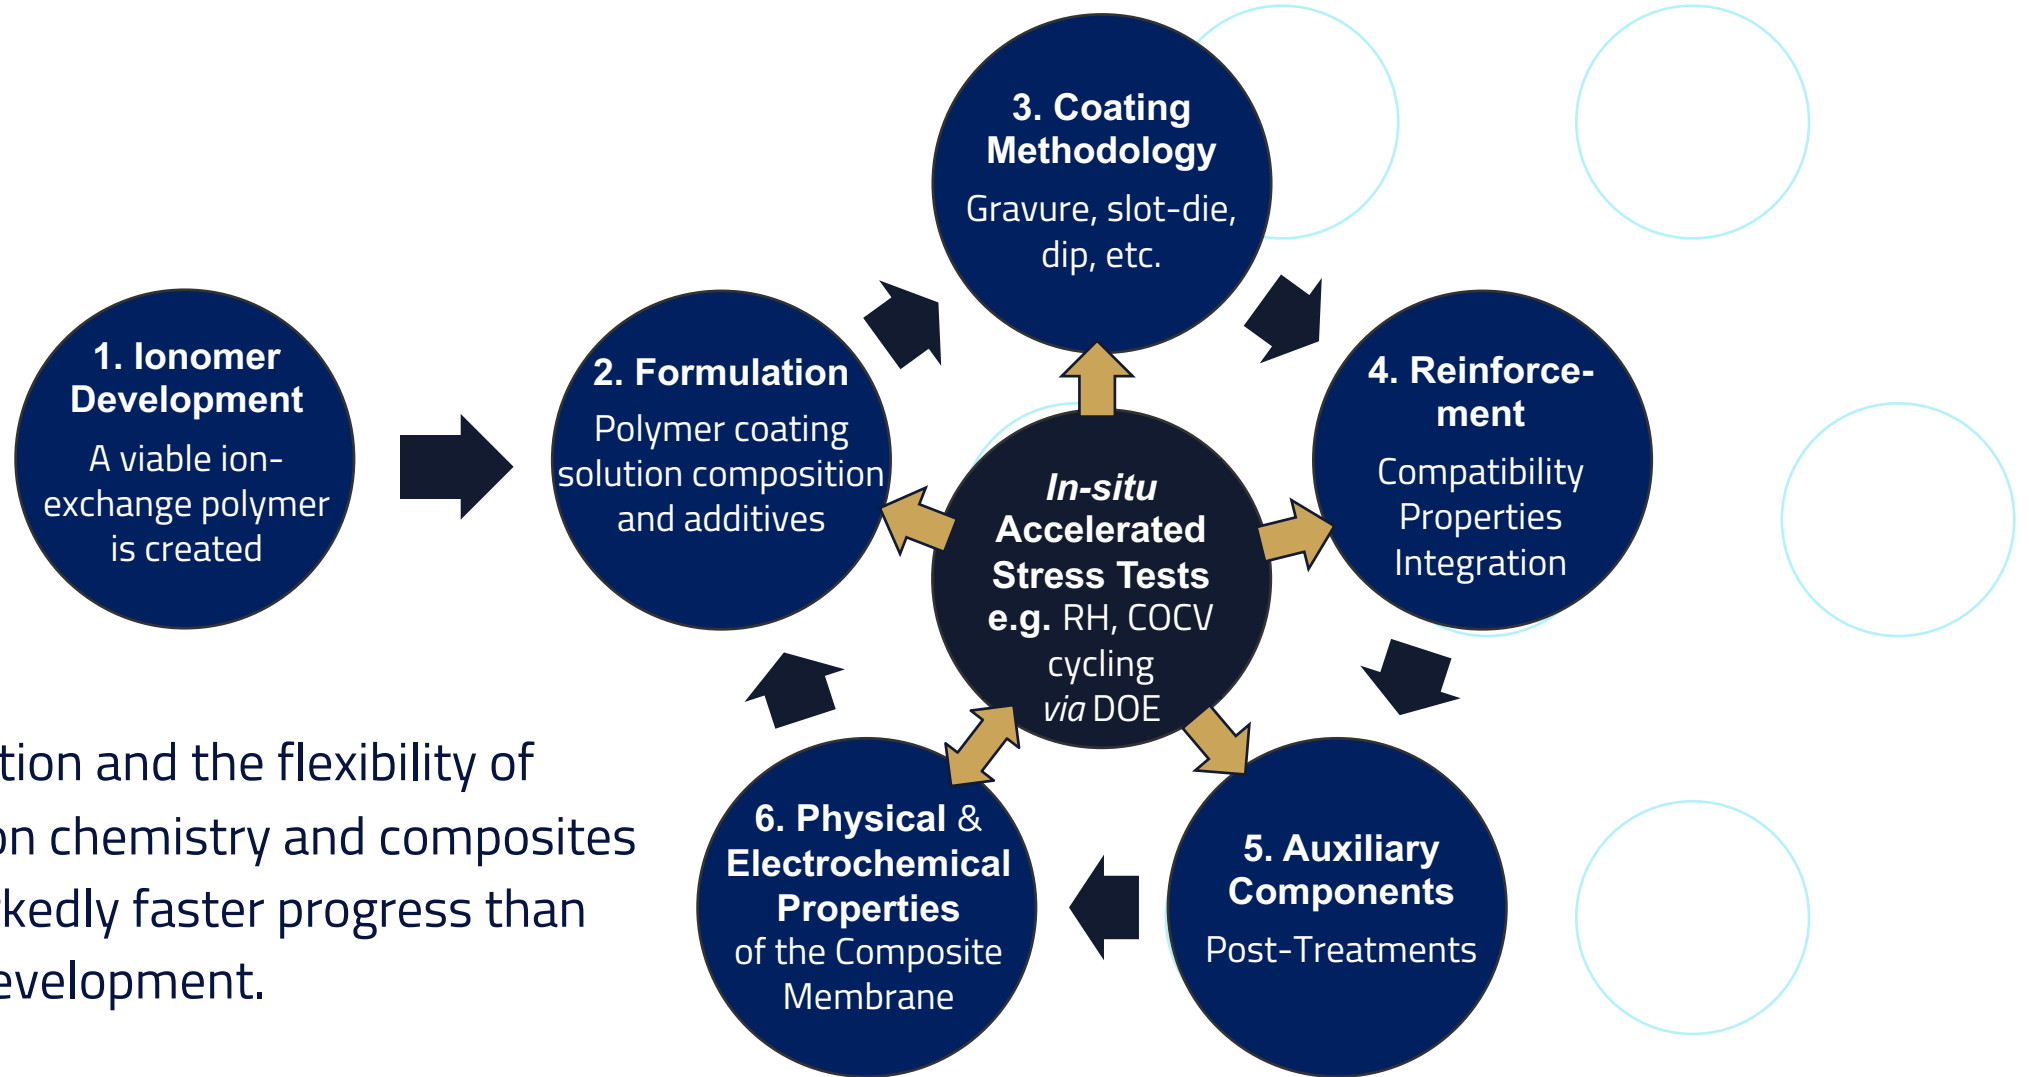 3. Coating
Methodology
Gravure, slot-die,
dip, etc.
1. Ionomer
Development
A viable ion-
exchange polymer
is created
2. Formulation
Polymer coating
solution composition
and additives
4. Reinforce-
ment
Compatibility
Properties
Integration
In-situ
Accelerated
Stress Tests
e.g. RH, COCV
cycling
via DOE
tion and the flexibility of
on chemistry and composites
rkedly faster progress than
evelopment.
6. Physical &
Electrochemical
Properties
of the Composite
Membrane
5. Auxiliary
Components
Post-Treatments